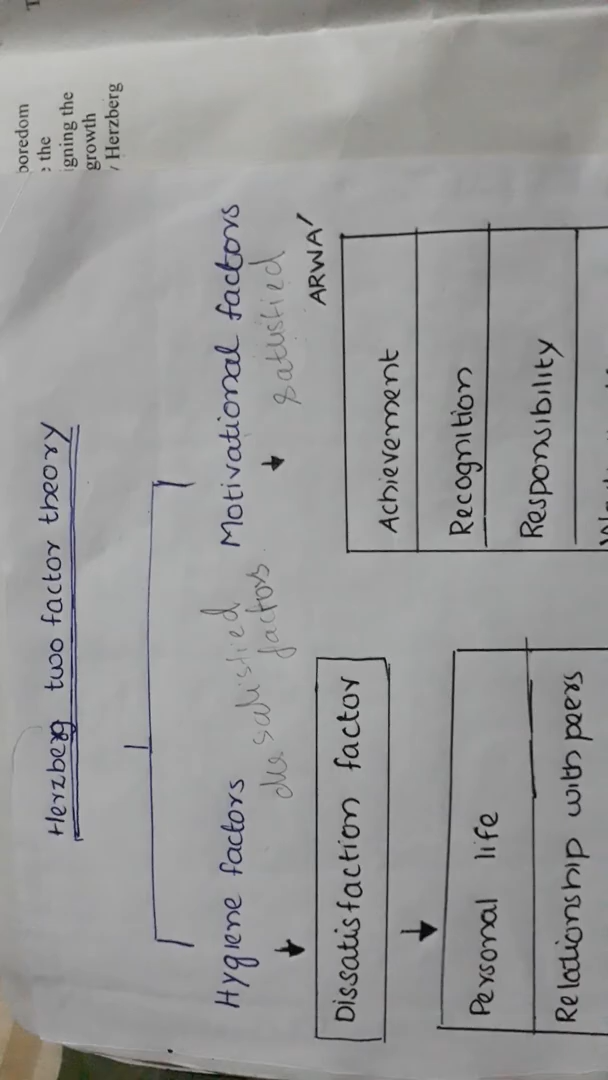 boredom
the
igning the
growth
Herzberg
Herzberg two factor theory
Hygiene factors
Motivational factors
dissatisfied
factors
satisfied
ARWA
Dissatisfaction factor
Achievement
Recognition
Responsibility
Personal life
Relationship with peers